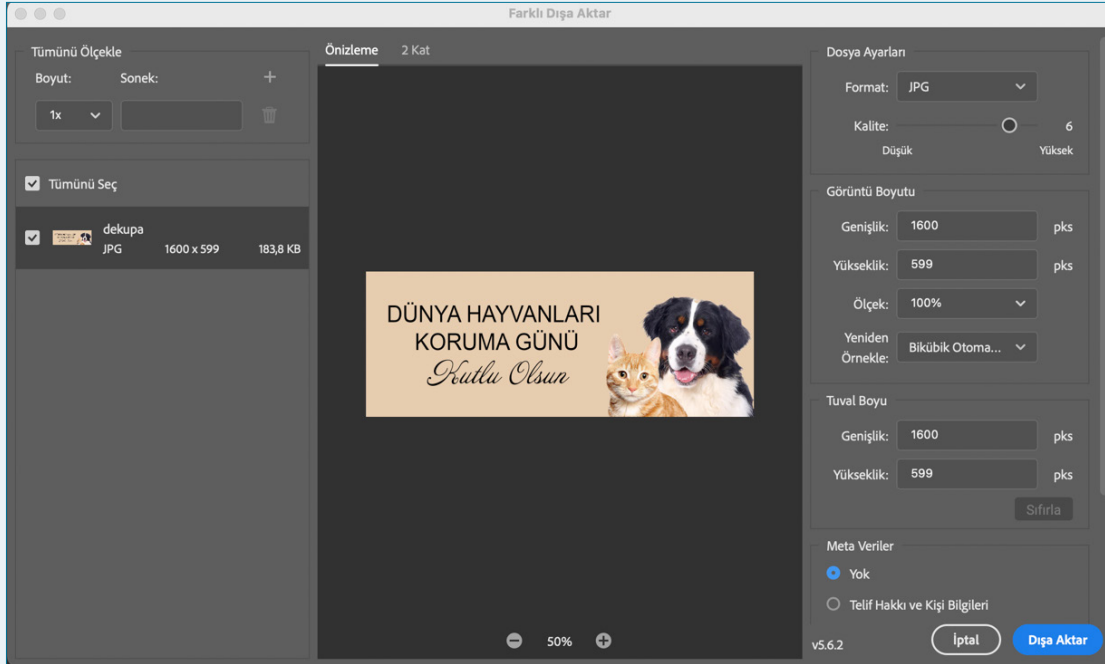 Farklı Dışa Aktar
Tümünü Ölçekle
Boyut: Sonek:
1x
Tümünü Seç
dekupa
JPG 1600 x 599 183,8 KB
Önizleme 2 Kat
DÜNYA HAYVANLARI
KORUMA GÜNÜ
Kutlu Olsun
50%
Dosya Ayarları
Format: JPG
Kalite: 6
Düşük Yüksek
Görüntü Boyutu
Genişlik: 1600 pks
Yükseklik: 599 pks
Ölçek: 100%
Yeniden
Örnekle: Bikübik Otoma...
Tuval Boyu
Genişlik: 1600 pks
Yükseklik: 599 pks
Sıfırla
Meta Veriler
Yok
Telif Hakkı ve Kişi Bilgileri
v5.6.2 İptal Dışa Aktar